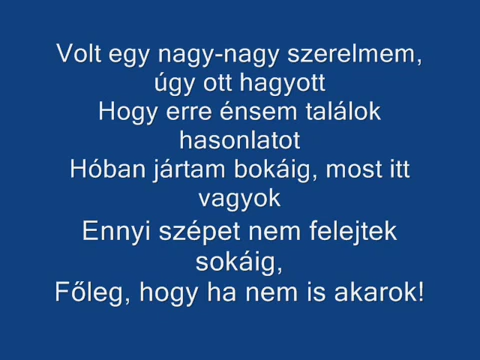 Volt egy nagy-nagy szerelmem,
úgy ott hagyott
Hogy erre énsem találok
hasonlatot
Hóban jártam bokáig, most itt
vagyok
Ennyi szépet nem felejtek
sokáig,
Főleg, hogy ha nem is akarok!